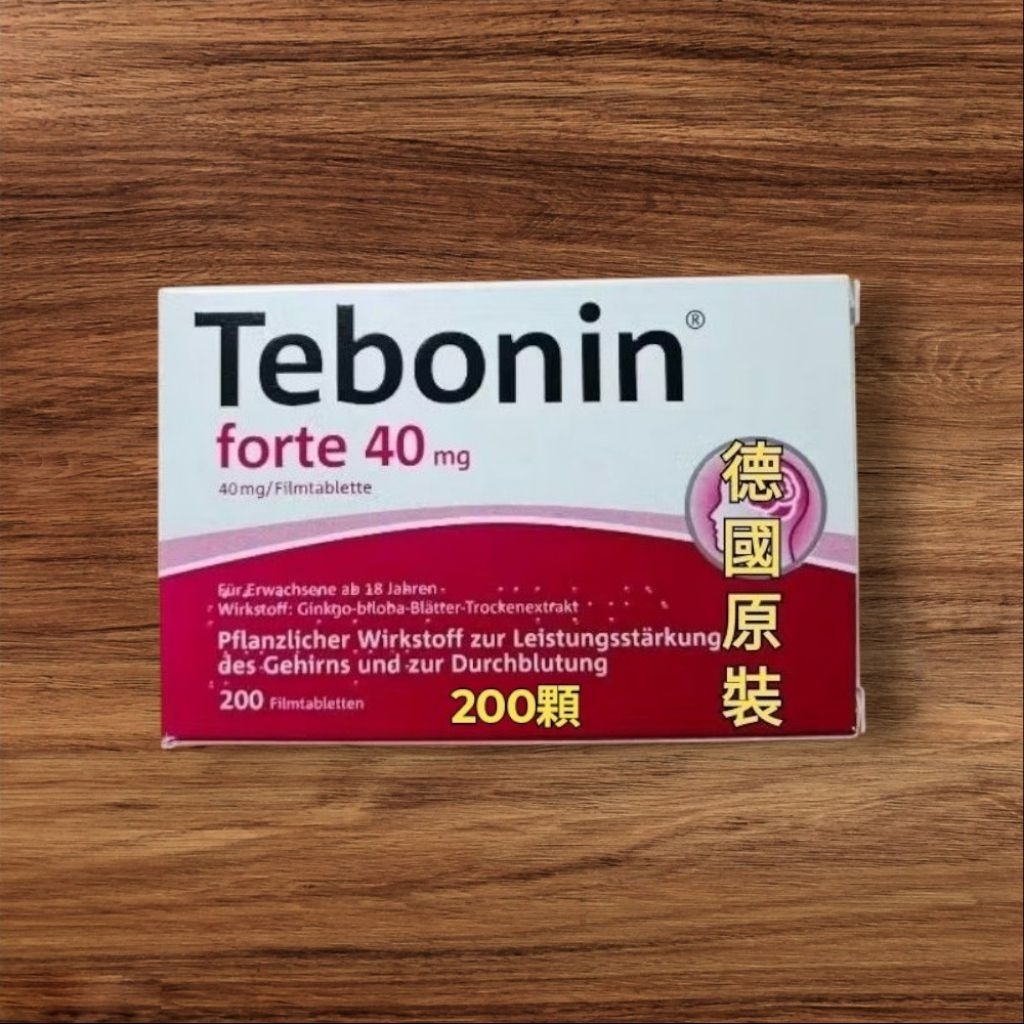 Tebonin®
forte 40 mg
40 mg/Filmtablette
Für Erwachsene ab 18 Jahren
Wirkstoff: Ginkgo-biloba-Blätter-Trockenextrakt
Pflanzlicher Wirkstoff zur Leistungsstärkung
des Gehirns und zur Durchblutung
200 Filmtabletten
200顆
德國原裝